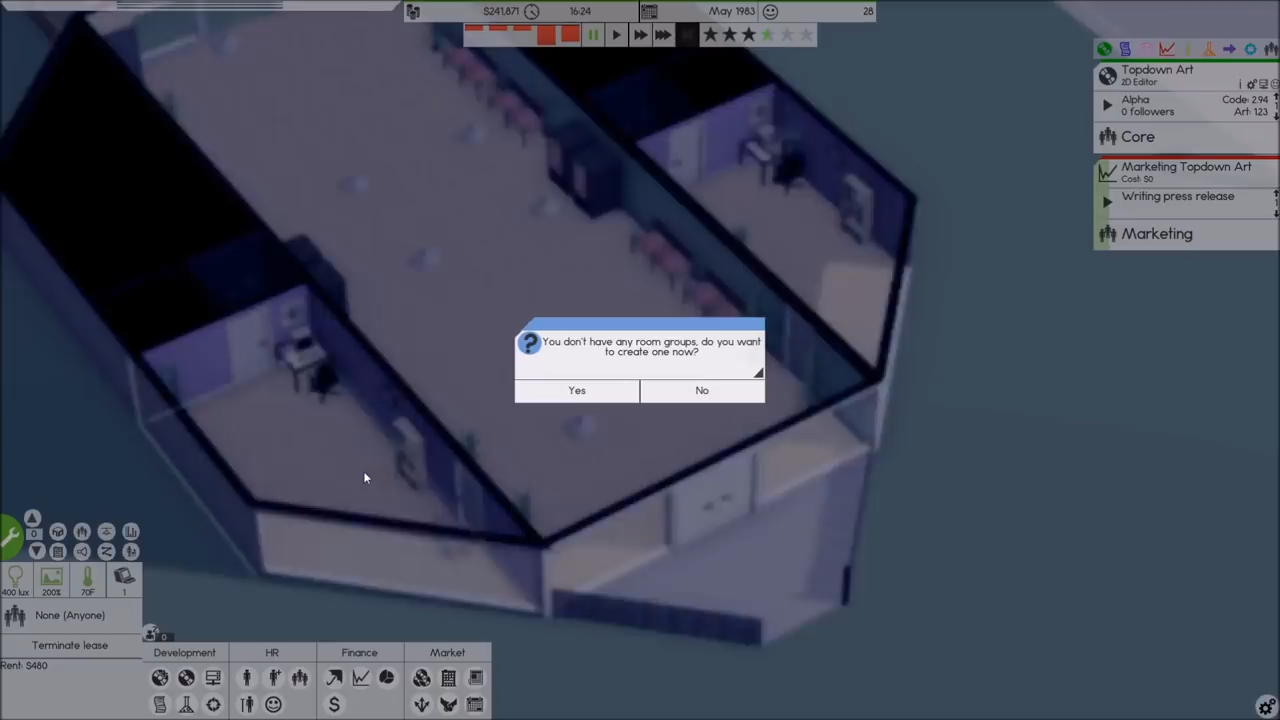 $241,871
16:24
May 1983
28
Topdown Art
2D Editor
Alpha
0 followers
Code: 2.94
Art: 123
Core
Marketing Topdown Art
Cost: $0
Writing press release
Marketing
You don't have any room groups, do you want
to create one now?
Yes
No
0
400 lux
200%
70F
1
None (Anyone)
Terminate lease
Rent: $480
0
Development
HR
Finance
Market